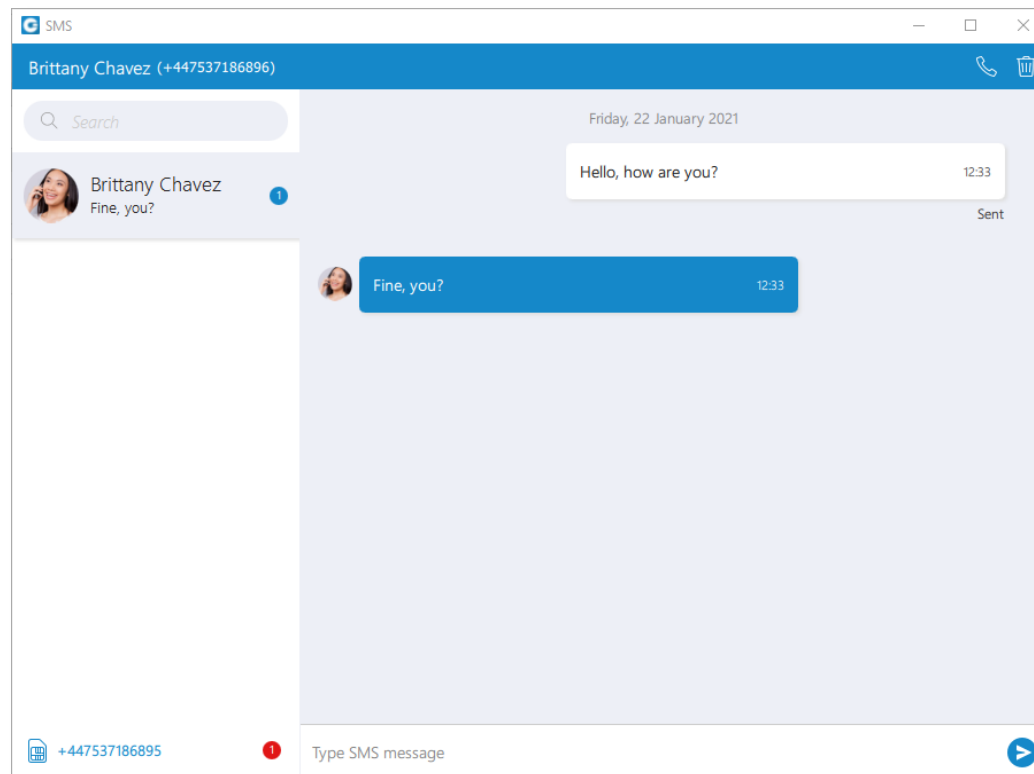 SMS
Brittany Chavez (+447537186896)
Search
Brittany Chavez
Fine, you?
1
Friday, 22 January 2021
Hello, how are you? 12:33
Sent
Fine, you? 12:33
+447537186895 1
Type SMS message